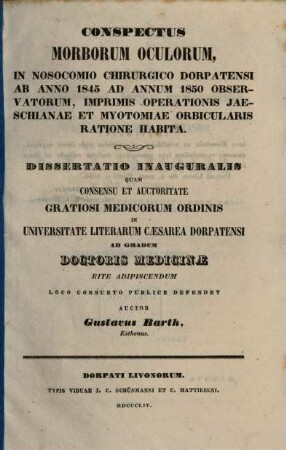 CONSPECTUS
MORBORUM OCULORUM,
IN NOSOCOMIO CHIRURGICO DORPATENSI
AB ANNO 1845 AD ANNUM 1850 OBSER-
VATORUM, IMPRIMIS OPERATIONIS JAE-
SCHIANAE ET MYOTOMIAE ORBICULARIS
RATIONE HABITA.
DISSERTATIO INAUGURALIS
QUAM
CONSENSU ET AUCTORITATE
GRATIOSI MEDICORUM ORDINIS
IN
UNIVERSITATE LITERARUM CÆSAREA DORPATENSI
AD GRADUM
DOCTORIS MEDICINÆ
RITE ADIPISCENDUM
LOCO CONSUETO PUBLICE DEFENDET
AUCTOR
Gustavus Barth,
Esthonus.
DORPATI LIVONORUM.
TYPIS VIDUAE J. C. SCHÜNMANNI ET C. MATTIESENI.
MDCCCLIV.